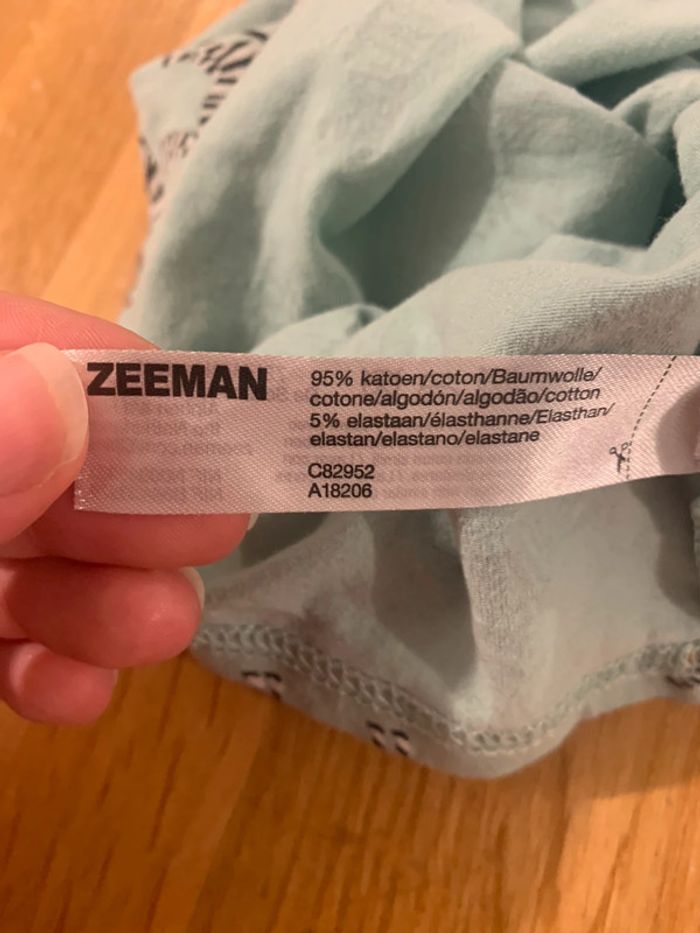 ZEEMAN
95% katoen/coton/Baumwolle/
cotone/algodón/algodão/cotton
5% elastaan/élasthanne/Elasthan/
elastan/elastano/elastane
C82952
A18206